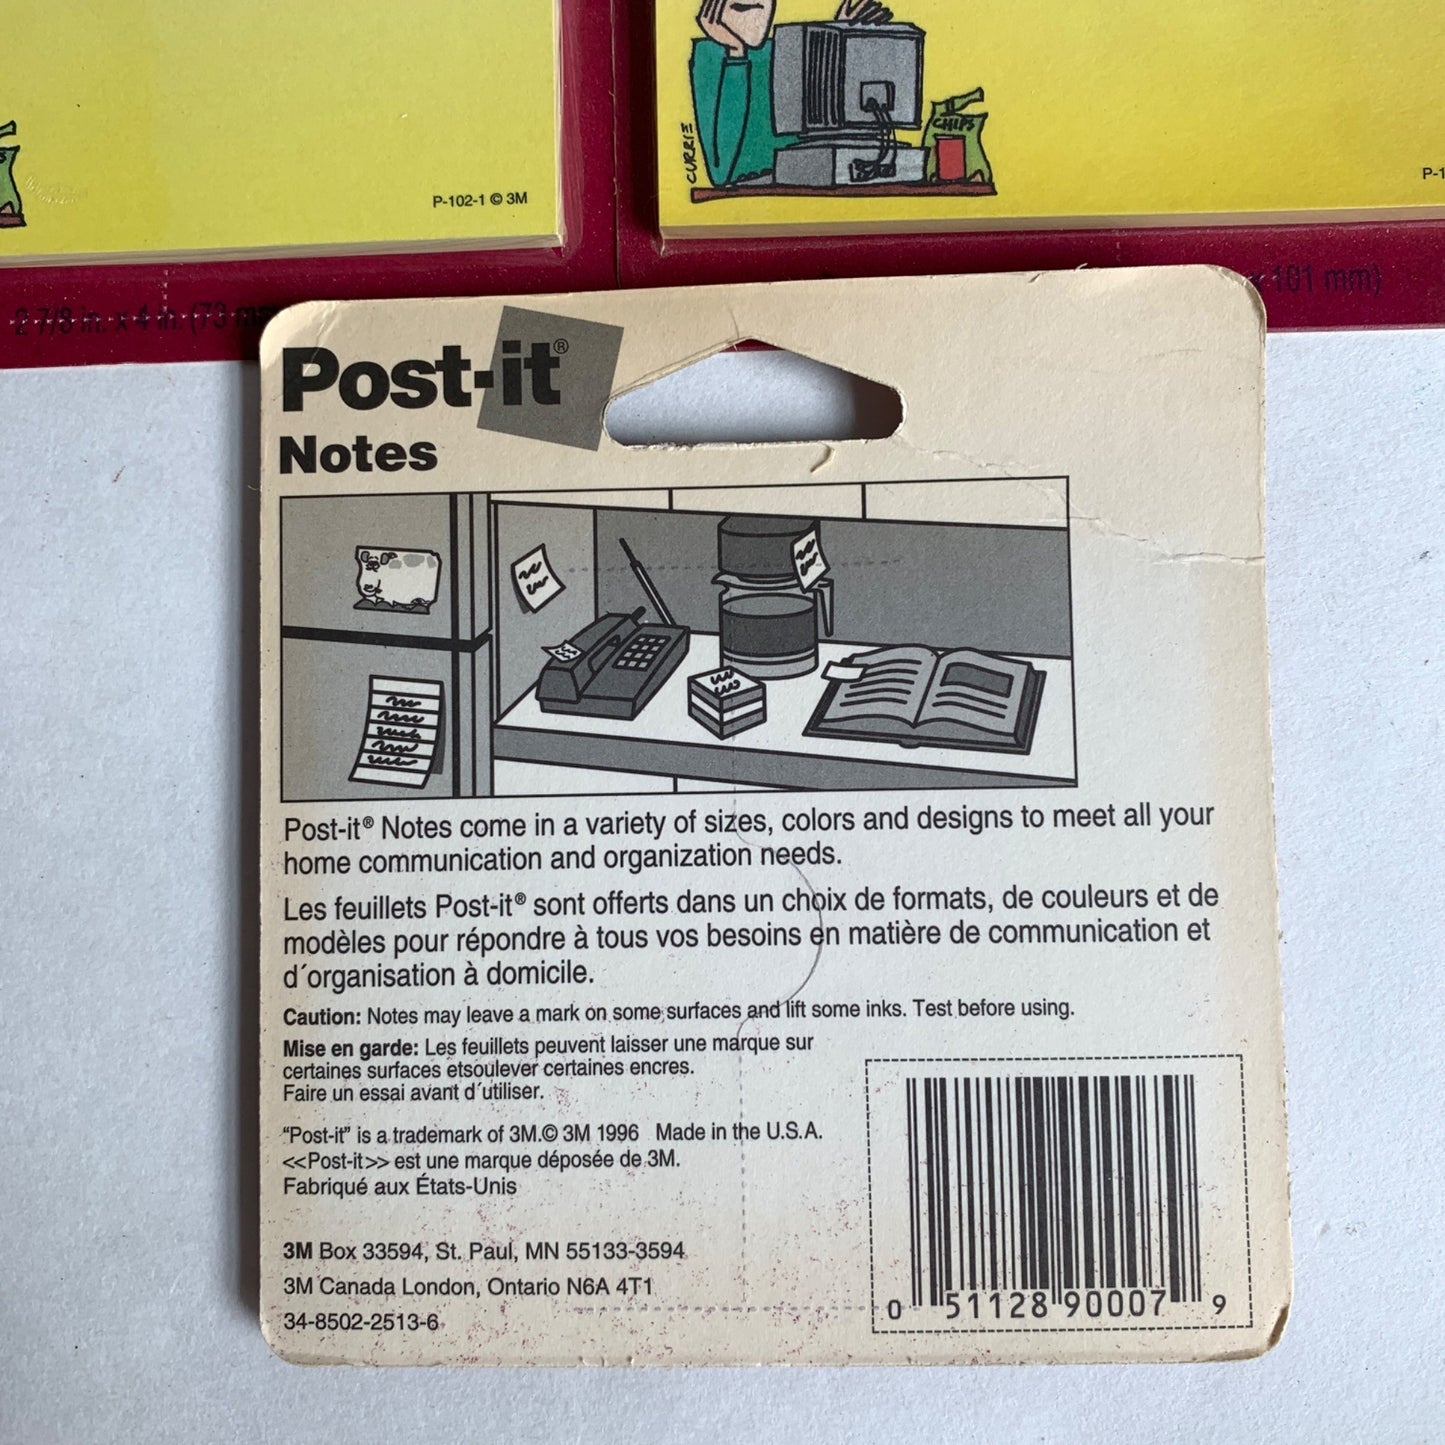 CHIPS
CURRIE
P-102-1 © 3M
2 7/8 in. x 4 in. (73 mm
x 101 mm)
Post-it®
Notes
Post-it® Notes come in a variety of sizes, colors and designs to meet all your
home communication and organization needs.
Les feuillets Post-it® sont offerts dans un choix de formats, de couleurs et de
modèles pour répondre à tous vos besoins en matière de communication et
d´organisation à domicile.
Caution: Notes may leave a mark on some surfaces and lift some inks. Test before using.
Mise en garde: Les feuillets peuvent laisser une marque sur
certaines surfaces etsoulever certaines encres.
Faire un essai avant d´utiliser.
“Post-it” is a trademark of 3M.© 3M 1996 Made in the U.S.A.
<<Post-it>> est une marque déposée de 3M.
Fabriqué aux États-Unis
3M Box 33594, St. Paul, MN 55133-3594
3M Canada London, Ontario N6A 4T1
34-8502-2513-6
0 51128 90007 9